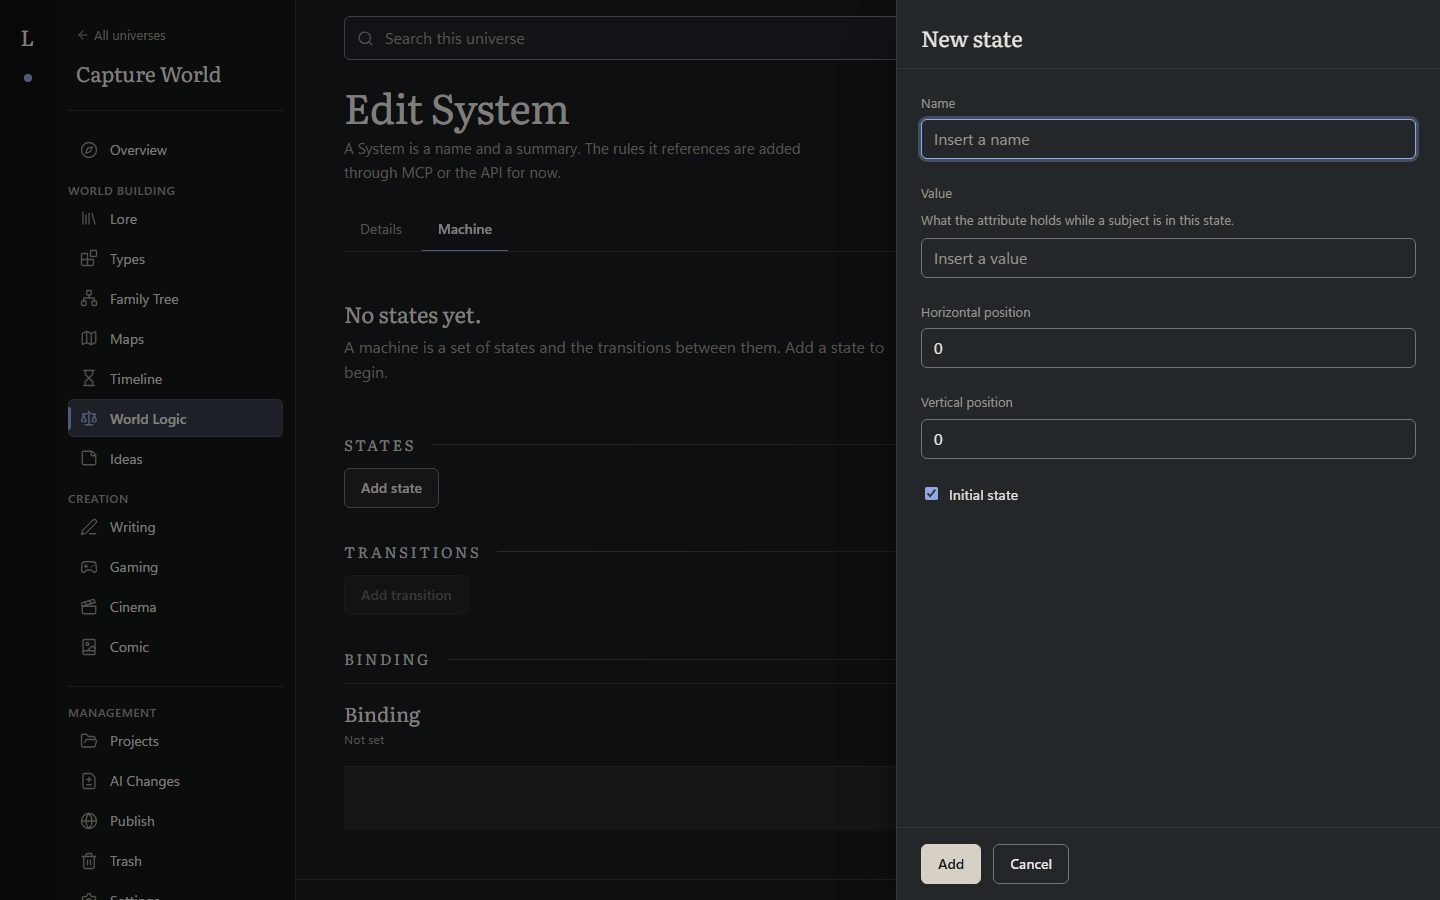 L
All universes
Capture World
Overview
WORLD BUILDING
Lore
Types
Family Tree
Maps
Timeline
World Logic
Ideas
CREATION
Writing
Gaming
Cinema
Comic
MANAGEMENT
Projects
AI Changes
Publish
Trash
Settings
Search this universe
Edit System
A System is a name and a summary. The rules it references are added
through MCP or the API for now.
Details
Machine
No states yet.
A machine is a set of states and the transitions between them. Add a state to
begin.
STATES
Add state
TRANSITIONS
Add transition
BINDING
Binding
Not set
New state
Name
Insert a name
Value
What the attribute holds while a subject is in this state.
Insert a value
Horizontal position
0
Vertical position
0
Initial state
Add
Cancel